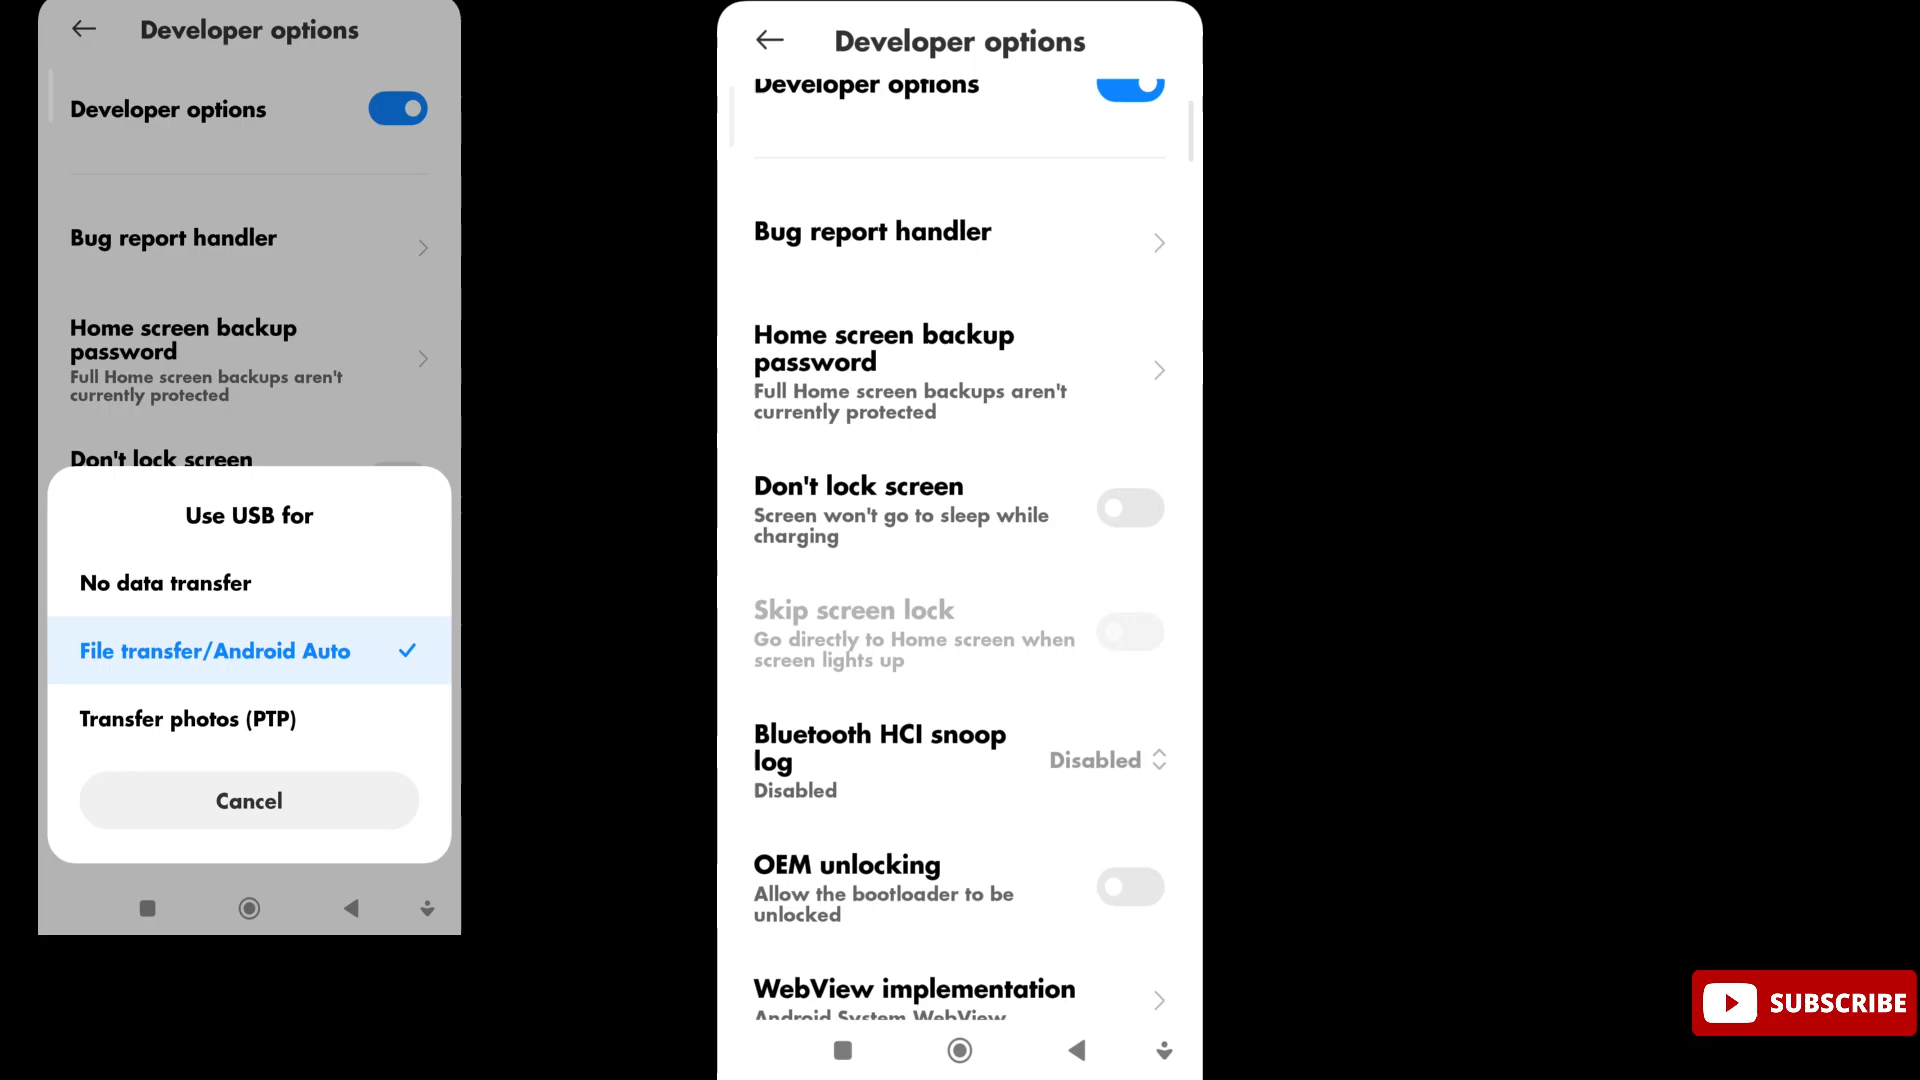 Developer options
Developer options
Bug report handler
Home screen backup
password
Full Home screen backups aren't
currently protected
Don't lock screen
Use USB for
No data transfer
File transfer/Android Auto
Transfer photos (PTP)
Cancel
Developer options
Developer options
Bug report handler
Home screen backup
password
Full Home screen backups aren't
currently protected
Don't lock screen
Screen won't go to sleep while
charging
Skip screen lock
Go directly to Home screen when
screen lights up
Bluetooth HCI snoop
log
Disabled
Disabled
OEM unlocking
Allow the bootloader to be
unlocked
WebView implementation
Android System WebView
SUBSCRIBE